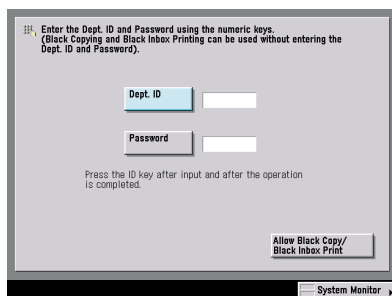 Enter the Dept. ID and Password using the numeric keys.
(Black Copying and Black Inbox Printing can be used without entering the
Dept. ID and Password).
Dept. ID
Password
Press the ID key after input and after the operation
is completed.
Allow Black Copy/
Black Inbox Print
System Monitor